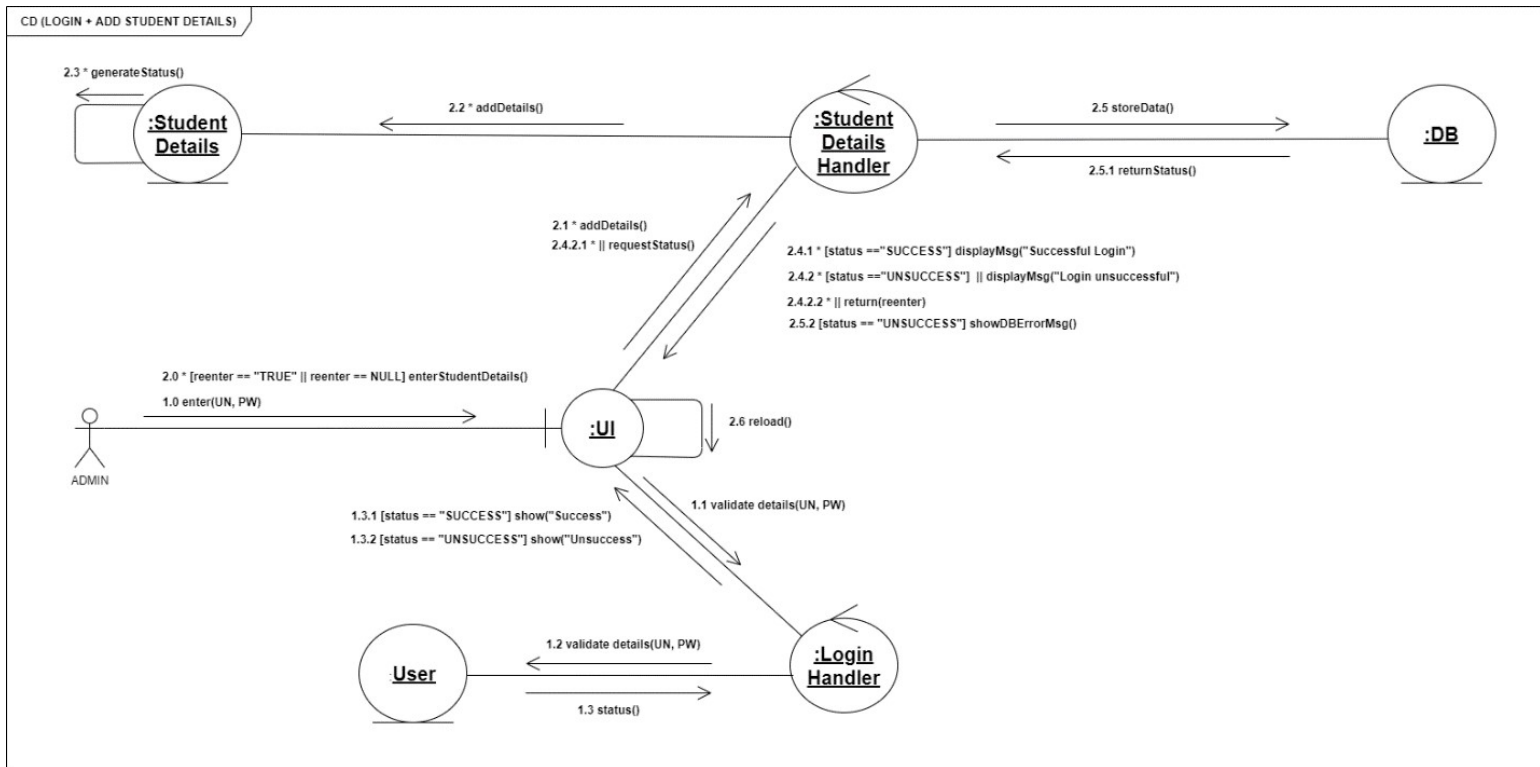 CD (LOGIN + ADD STUDENT DETAILS)
2.3 * generateStatus()
2.2 * addDetails()
2.5 storeData()
:Student
Details
:Student
Details
Handler
:DB
2.5.1 returnStatus()
2.1 * addDetails()
2.4.2.1 * || requestStatus()
2.4.1 * [status =="SUCCESS"] displayMsg("Successful Login")
2.4.2 * [status =="UNSUCCESS"] || displayMsg("Login unsuccessful")
2.4.2.2 * || return(reenter)
2.5.2 [status == "UNSUCCESS"] showDBErrorMsg()
2.0 * [reenter == "TRUE" || reenter == NULL] enterStudentDetails()
1.0 enter(UN, PW)
ADMIN
:UI
2.6 reload()
1.1 validate details(UN, PW)
1.3.1 [status == "SUCCESS"] show("Success")
1.3.2 [status == "UNSUCCESS"] show("Unsuccess")
1.2 validate details(UN, PW)
:User
:Login
Handler
1.3 status()